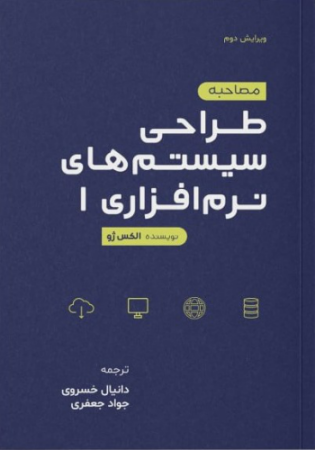 ویرایش دوم
مصاحبه
طراحی
سیستم‌های
نرم‌افزاری ۱
نویسنده الکس ژو
ترجمه
دانیال خسروی
جواد جعفری